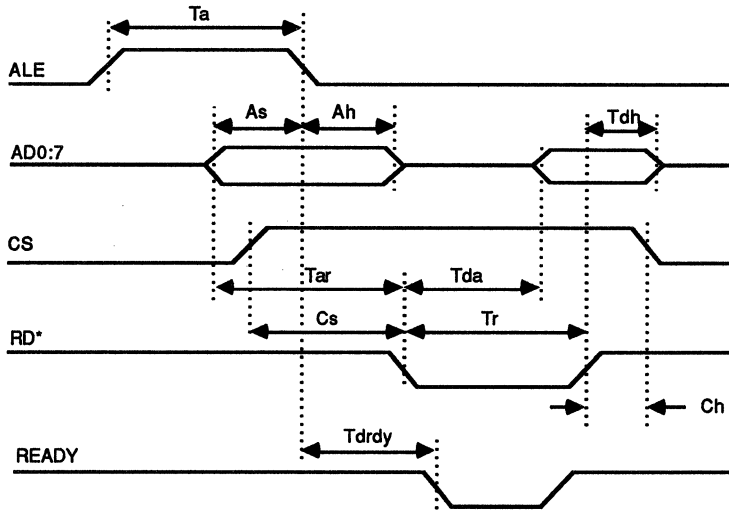 Ta
ALE
As
Ah
Tdh
AD0:7
CS
Tar
Tda
Cs
Tr
RD*
Ch
Tdrdy
READY